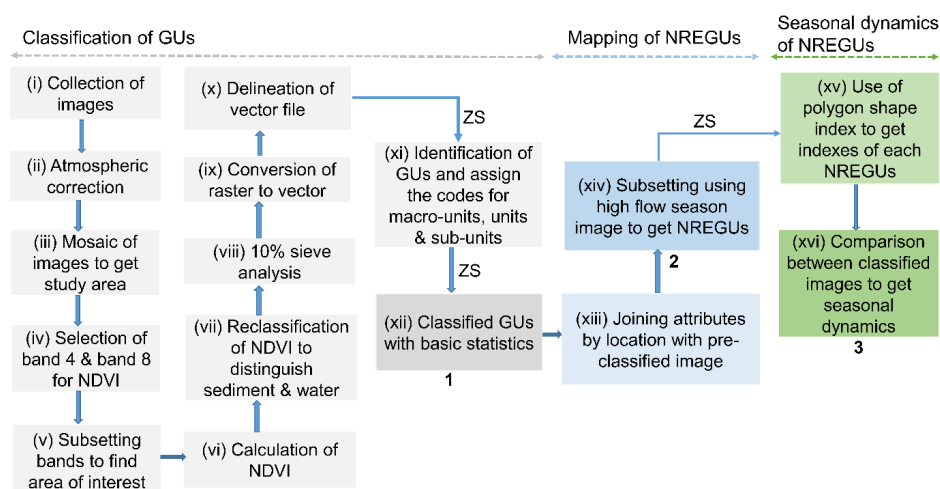 Classification of GUs
Mapping of NREGUs
Seasonal dynamics
of NREGUs
(i) Collection of
images
(ii) Atmospheric
correction
(iii) Mosaic of
images to get
study area
(iv) Selection of
band 4 & band 8
for NDVI
(v) Subsetting
bands to find
area of interest
(vi) Calculation of
NDVI
(vii) Reclassification
of NDVI to
distinguish
sediment & water
(viii) 10% sieve
analysis
(ix) Conversion of
raster to vector
(x) Delineation of
vector file
ZS
(xi) Identification of
GUs and assign
the codes for
macro-units, units
& sub-units
ZS
(xii) Classified GUs
with basic statistics
1
(xiii) Joining attributes
by location with pre-
classified image
(xiv) Subsetting using
high flow season
image to get NREGUs
2
ZS
(xv) Use of
polygon shape
index to get
indexes of each
NREGUs
(xvi) Comparison
between classified
images to get
seasonal
dynamics
3